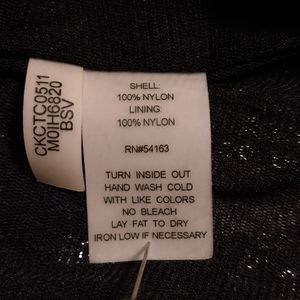 CKCTC0511
M0IH6820
BSV
SHELL:
100% NYLON
LINING:
100% NYLON
RN#54163
TURN INSIDE OUT
HAND WASH COLD
WITH LIKE COLORS
NO BLEACH
LAY FAT TO DRY
IRON LOW IF NECESSARY